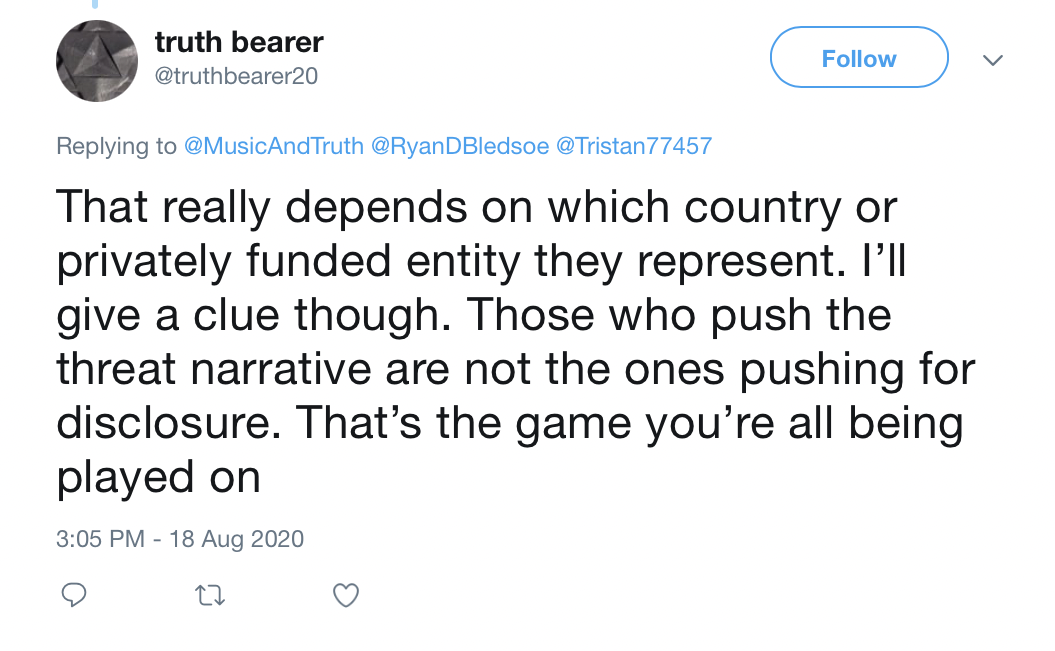 truth bearer
@truthbearer20
Follow
Replying to @MusicAndTruth @RyanDBledsoe @Tristan77457
That really depends on which country or
privately funded entity they represent. I’ll
give a clue though. Those who push the
threat narrative are not the ones pushing for
disclosure. That’s the game you’re all being
played on
3:05 PM - 18 Aug 2020